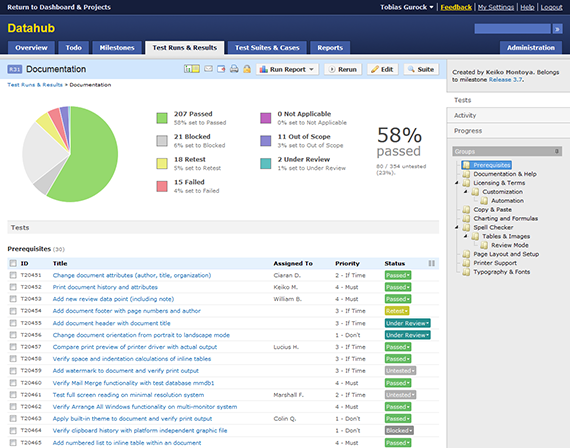 Return to Dashboard & Projects
Tobias Gurock Feedback | My Settings | Help | Logout
Datahub
Overview Todo Milestones Test Runs & Results Test Suites & Cases Reports Administration
R31 Documentation Run Report Rerun Edit Suite
Test Runs & Results » Documentation
Created by Keiko Montoya. Belongs
to milestone Release 3.7.
Tests
Activity
Progress
Groups
Prerequisites
Documentation & Help
Licensing & Terms
Customization
Automation
Copy & Paste
Charting and Formulas
Spell Checker
Tables & Images
Review Mode
Page Layout and Setup
Printer Support
Typography & Fonts
207 Passed
58% set to Passed
21 Blocked
6% set to Blocked
18 Retest
5% set to Retest
15 Failed
4% set to Failed
0 Not Applicable
0% set to Not Applicable
11 Out of Scope
3% set to Out of Scope
2 Under Review
1% set to Under Review
58%
passed
80 / 354 untested
(23%).
Tests
Prerequisites (30)
ID Title Assigned To Priority Status
T20451 Change document attributes (author, title, organization) Ciaran D. 2 - If Time Passed
T20452 Print document history and attributes Keiko M. 4 - Must Passed
T20453 Add new review data point (including note) William B. 4 - Must Passed
T20454 Add document footer with page numbers and author 3 - If Time Retest
T20455 Add document header with document title 3 - If Time Under Review
T20456 Change document orientation from portrait to landscape mode 1 - Don't Under Review
T20457 Compare print preview of printer driver with actual output Lucius H. 3 - If Time Passed
T20458 Verify space and indentation calculations of inline tables 3 - If Time Passed
T20459 Add watermark to document and verify print output 3 - If Time Untested
T20460 Verify Mail Merge functionality with test database mmdb1 4 - Must Passed
T20461 Test full screen reading on minimal resolution system Marshall F. 2 - If Time Untested
T20462 Verify Arrange All Windows functionality on multi-monitor system 4 - Must Passed
T20463 Apply built-in theme to document and verify print output Colin Q. 1 - Don't Passed
T20464 Verify clipboard history with platform independent graphic file 1 - Don't Blocked
T20465 Add numbered list to inline table within an document 4 - Must Passed